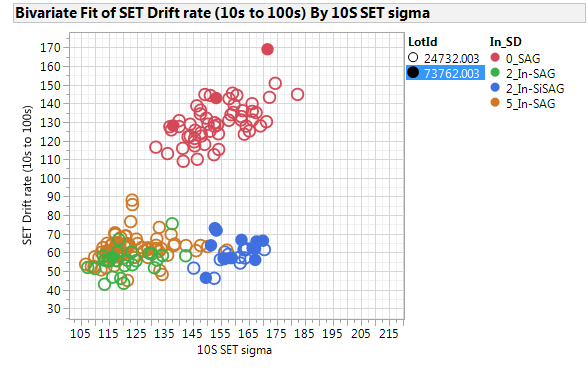 Bivariate Fit of SET Drift rate (10s to 100s) By 10S SET sigma
SET Drift rate (10s to 100s)
170
160
150
140
130
120
110
100
90
80
70
60
50
40
30
105 115 125 135 145 155 165 175 185 195 205 215
10S SET sigma
LotId
24732.003
73762.003
In_SD
0_SAG
2_In-SAG
2_In-SiSAG
5_In-SAG